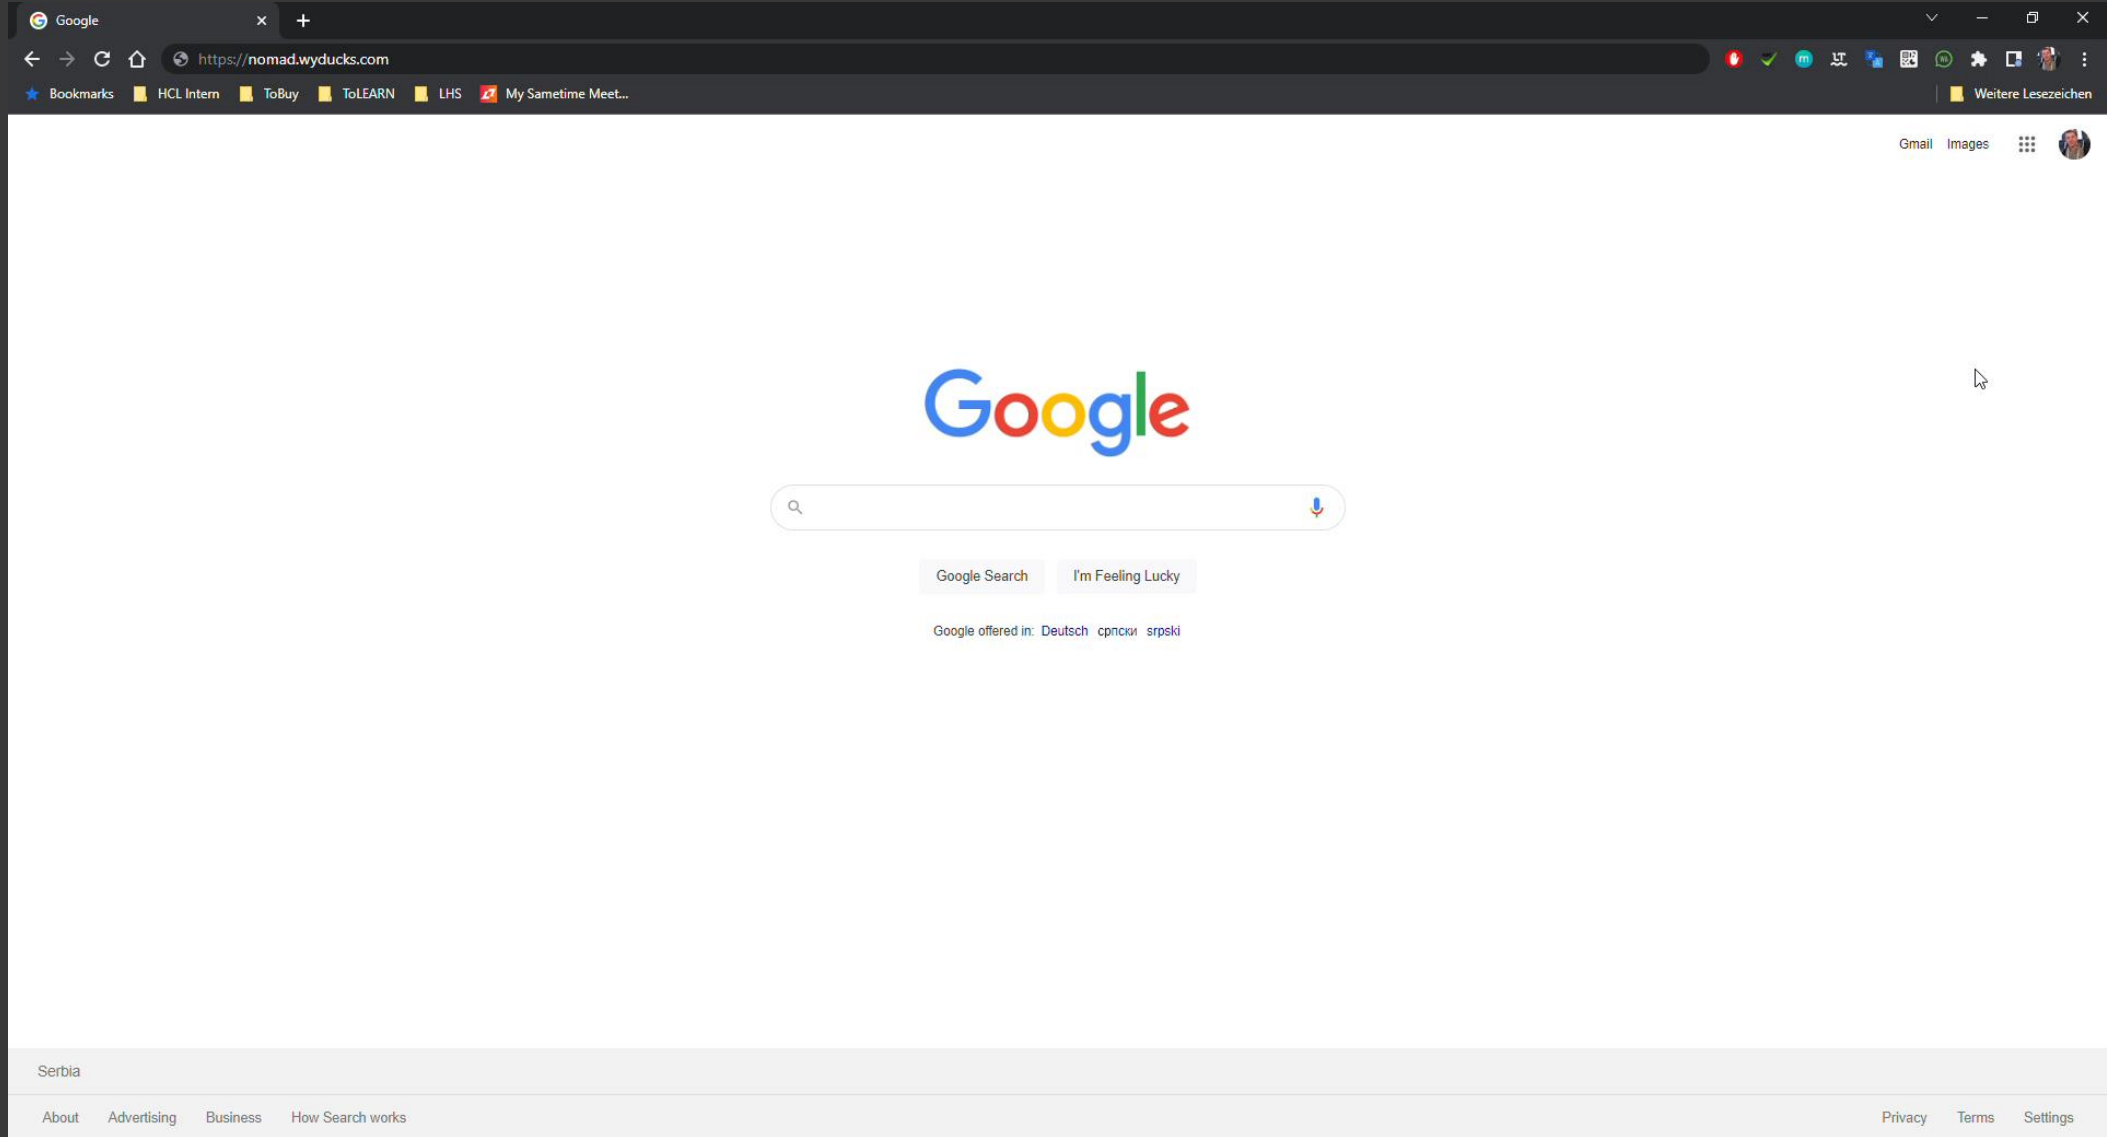 Google
https://nomad.wyducks.com
Bookmarks HCL Intern ToBuy ToLEARN LHS My Sametime Meet... Weitere Lesezeichen
Gmail Images
Google
Google Search I'm Feeling Lucky
Google offered in: Deutsch српски srpski
Serbia
About Advertising Business How Search works Privacy Terms Settings